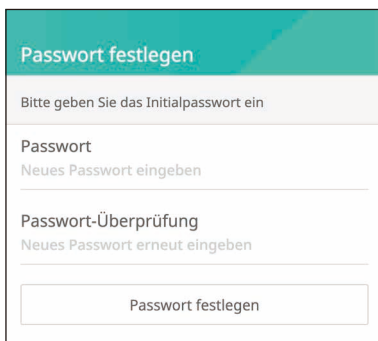 Passwort festlegen
Bitte geben Sie das Initialpasswort ein
Passwort
Neues Passwort eingeben
Passwort-Überprüfung
Neues Passwort erneut eingeben
Passwort festlegen